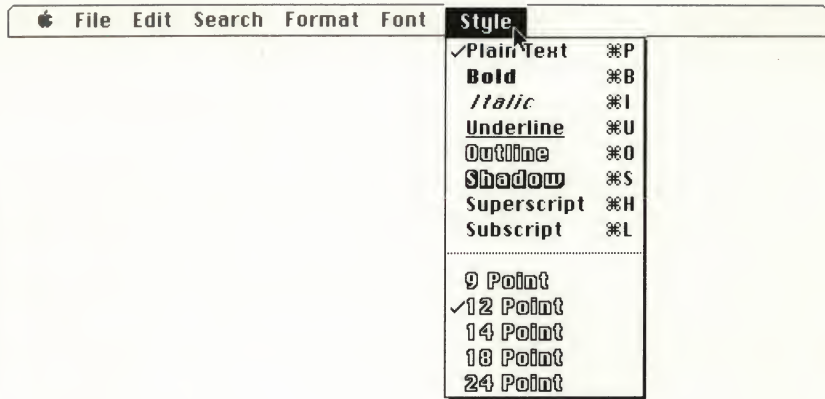 File Edit Search Format Font Style
✓Plain Text ⌘P
Bold ⌘B
Italic ⌘I
Underline ⌘U
Outline ⌘O
Shadow ⌘S
Superscript ⌘H
Subscript ⌘L
9 Point
✓12 Point
14 Point
18 Point
24 Point